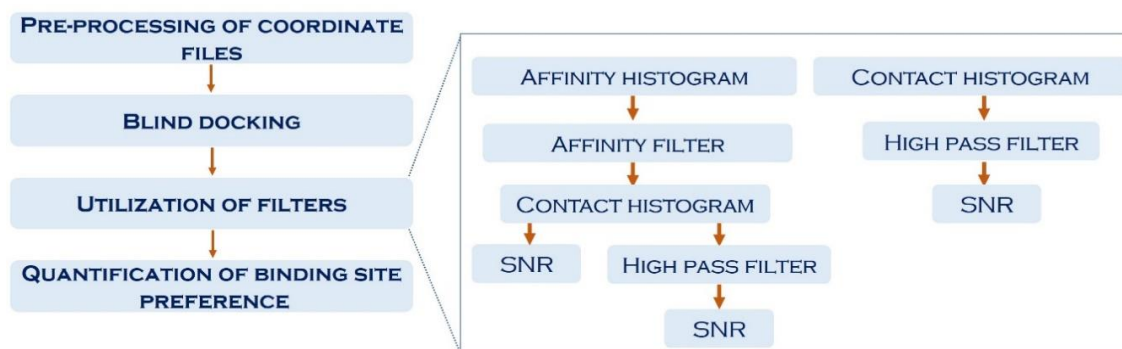 PRE-PROCESSING OF COORDINATE
FILES
BLIND DOCKING
UTILIZATION OF FILTERS
QUANTIFICATION OF BINDING SITE
PREFERENCE
AFFINITY HISTOGRAM
AFFINITY FILTER
CONTACT HISTOGRAM
SNR
HIGH PASS FILTER
SNR
CONTACT HISTOGRAM
HIGH PASS FILTER
SNR